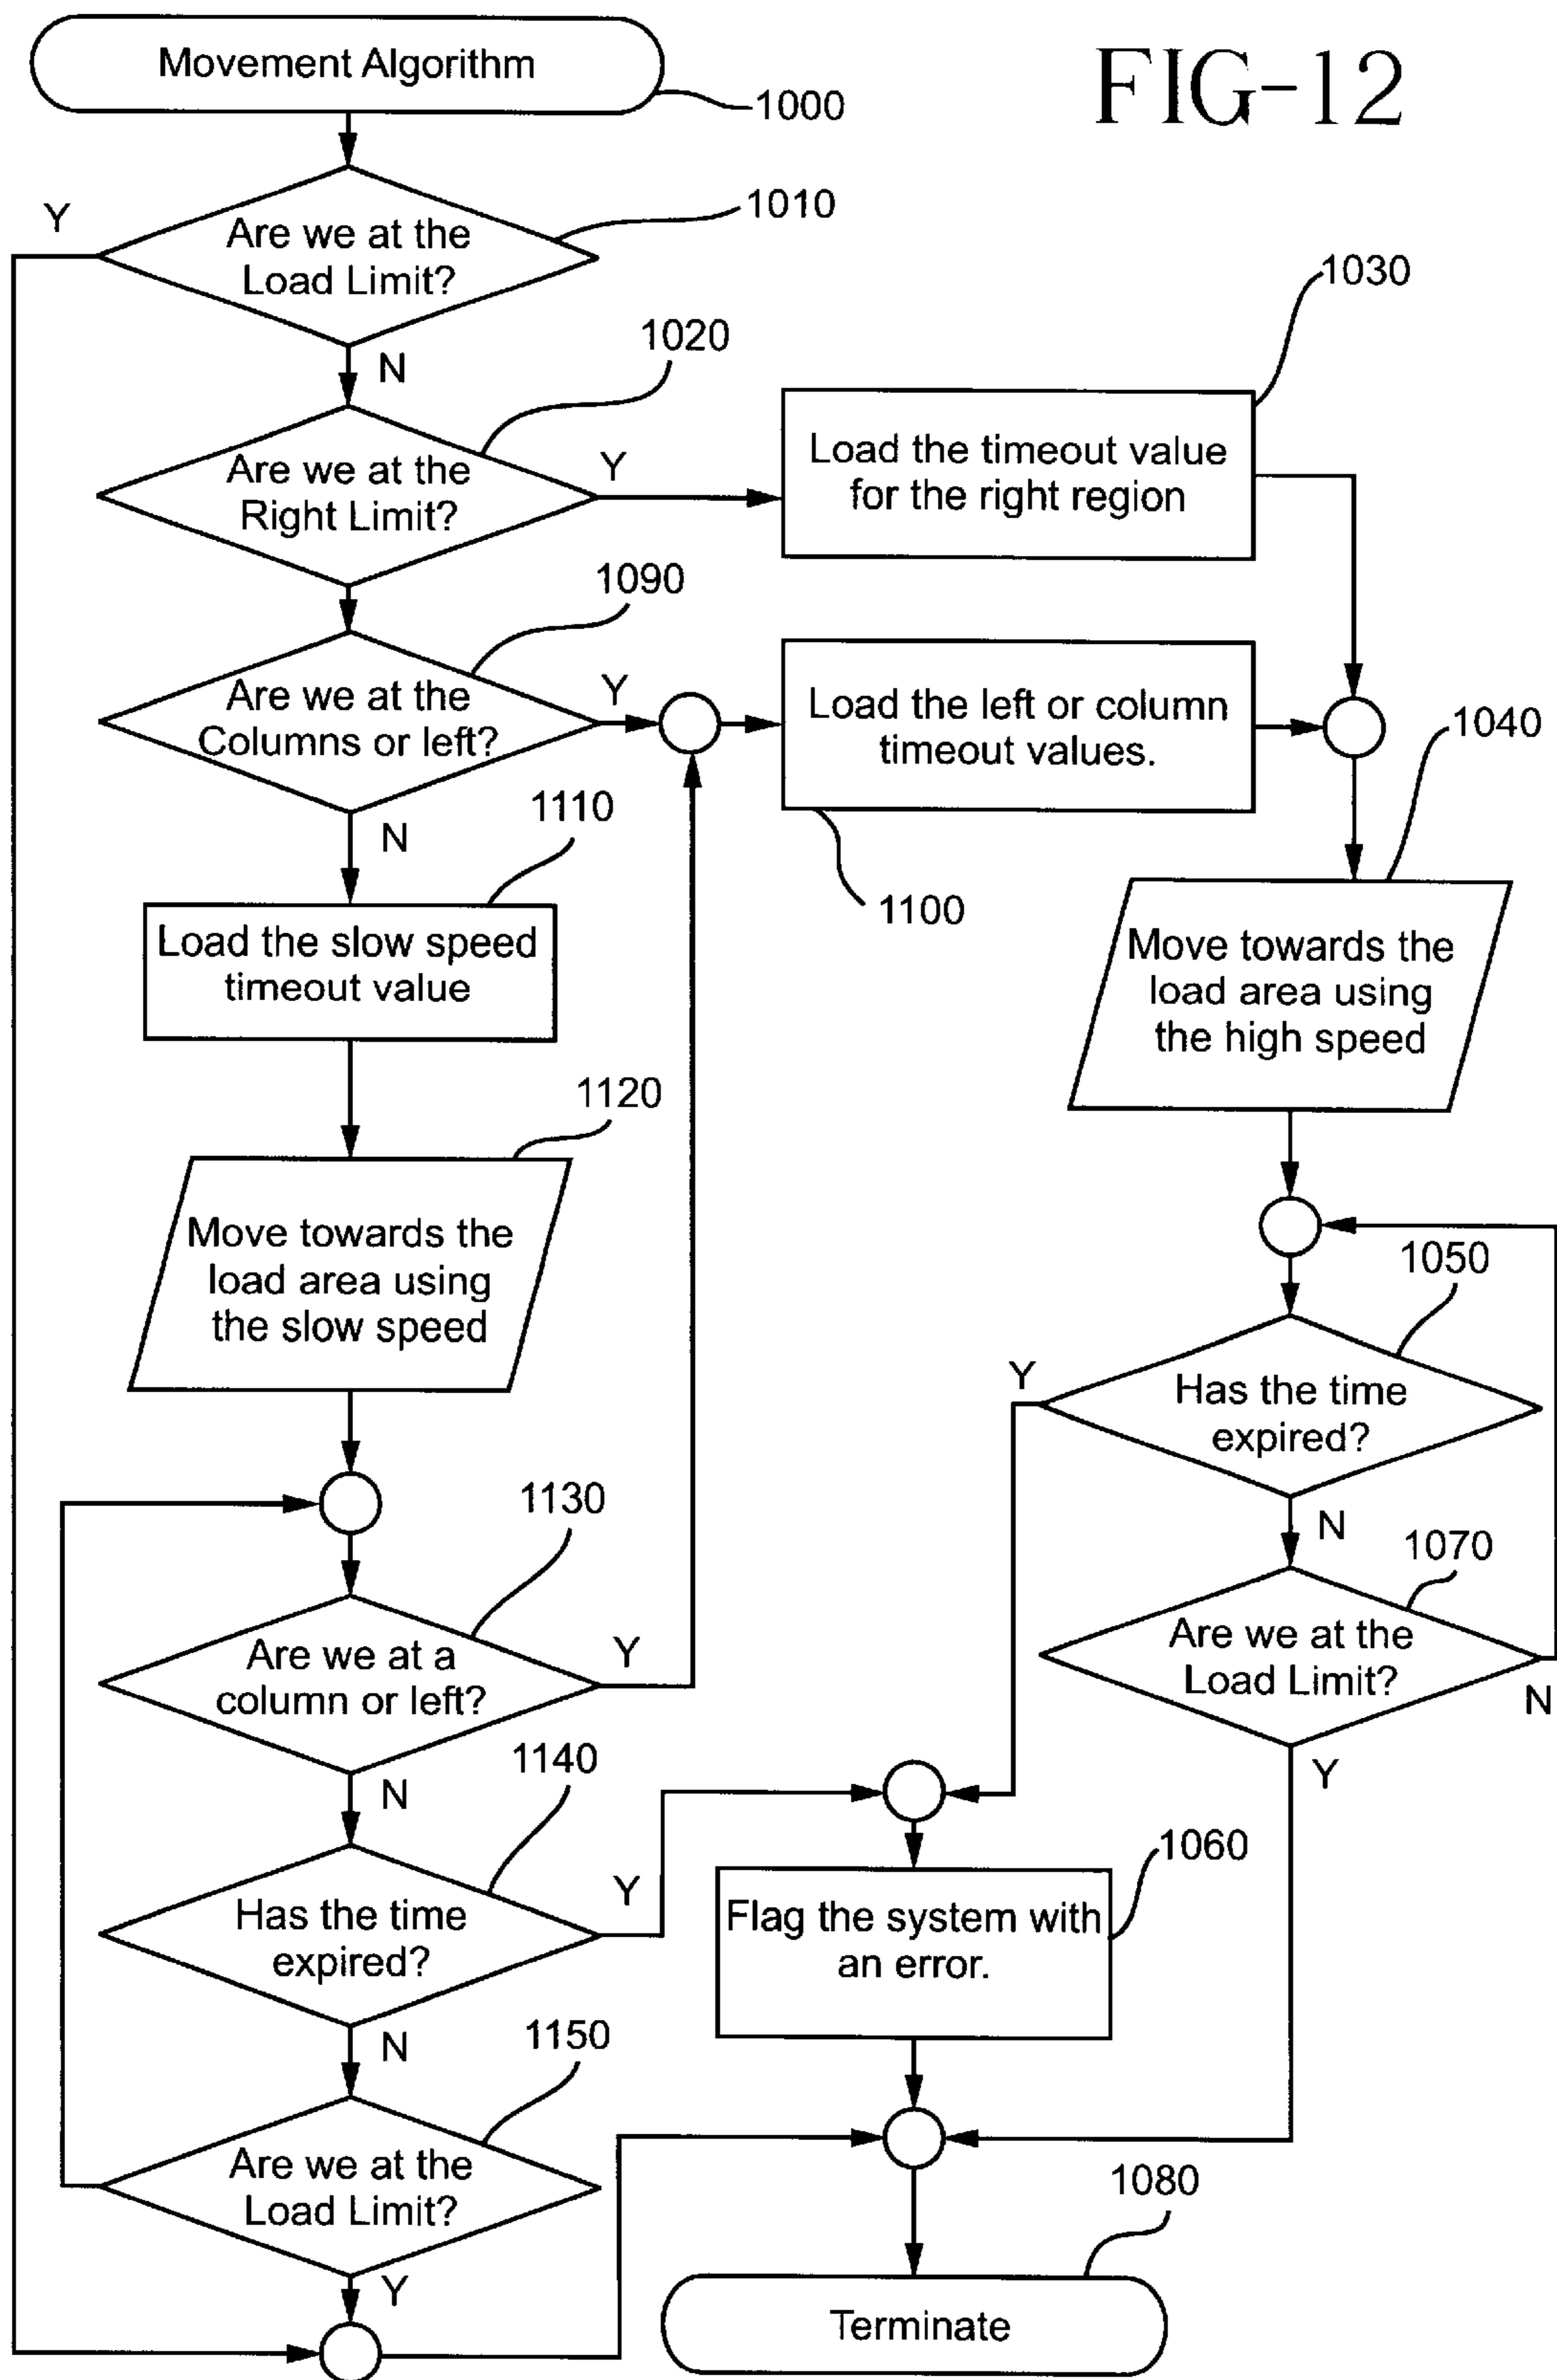 FIG-12
Movement Algorithm
1000
Y
Are we at the
Load Limit?
1010
N
1020
Are we at the
Right Limit?
Y
1030
Load the timeout value
for the right region
1090
Are we at the
Columns or left?
Y
Load the left or column
timeout values.
1100
1040
N
1110
Load the slow speed
timeout value
Move towards the
load area using
the high speed
1120
Move towards the
load area using
the slow speed
1050
Has the time
expired?
Y
N
1070
Are we at the
Load Limit?
N
Y
1130
Are we at a
column or left?
Y
N
1140
Has the time
expired?
Y
1060
Flag the system with
an error.
N
1150
Are we at the
Load Limit?
Y
1080
Terminate